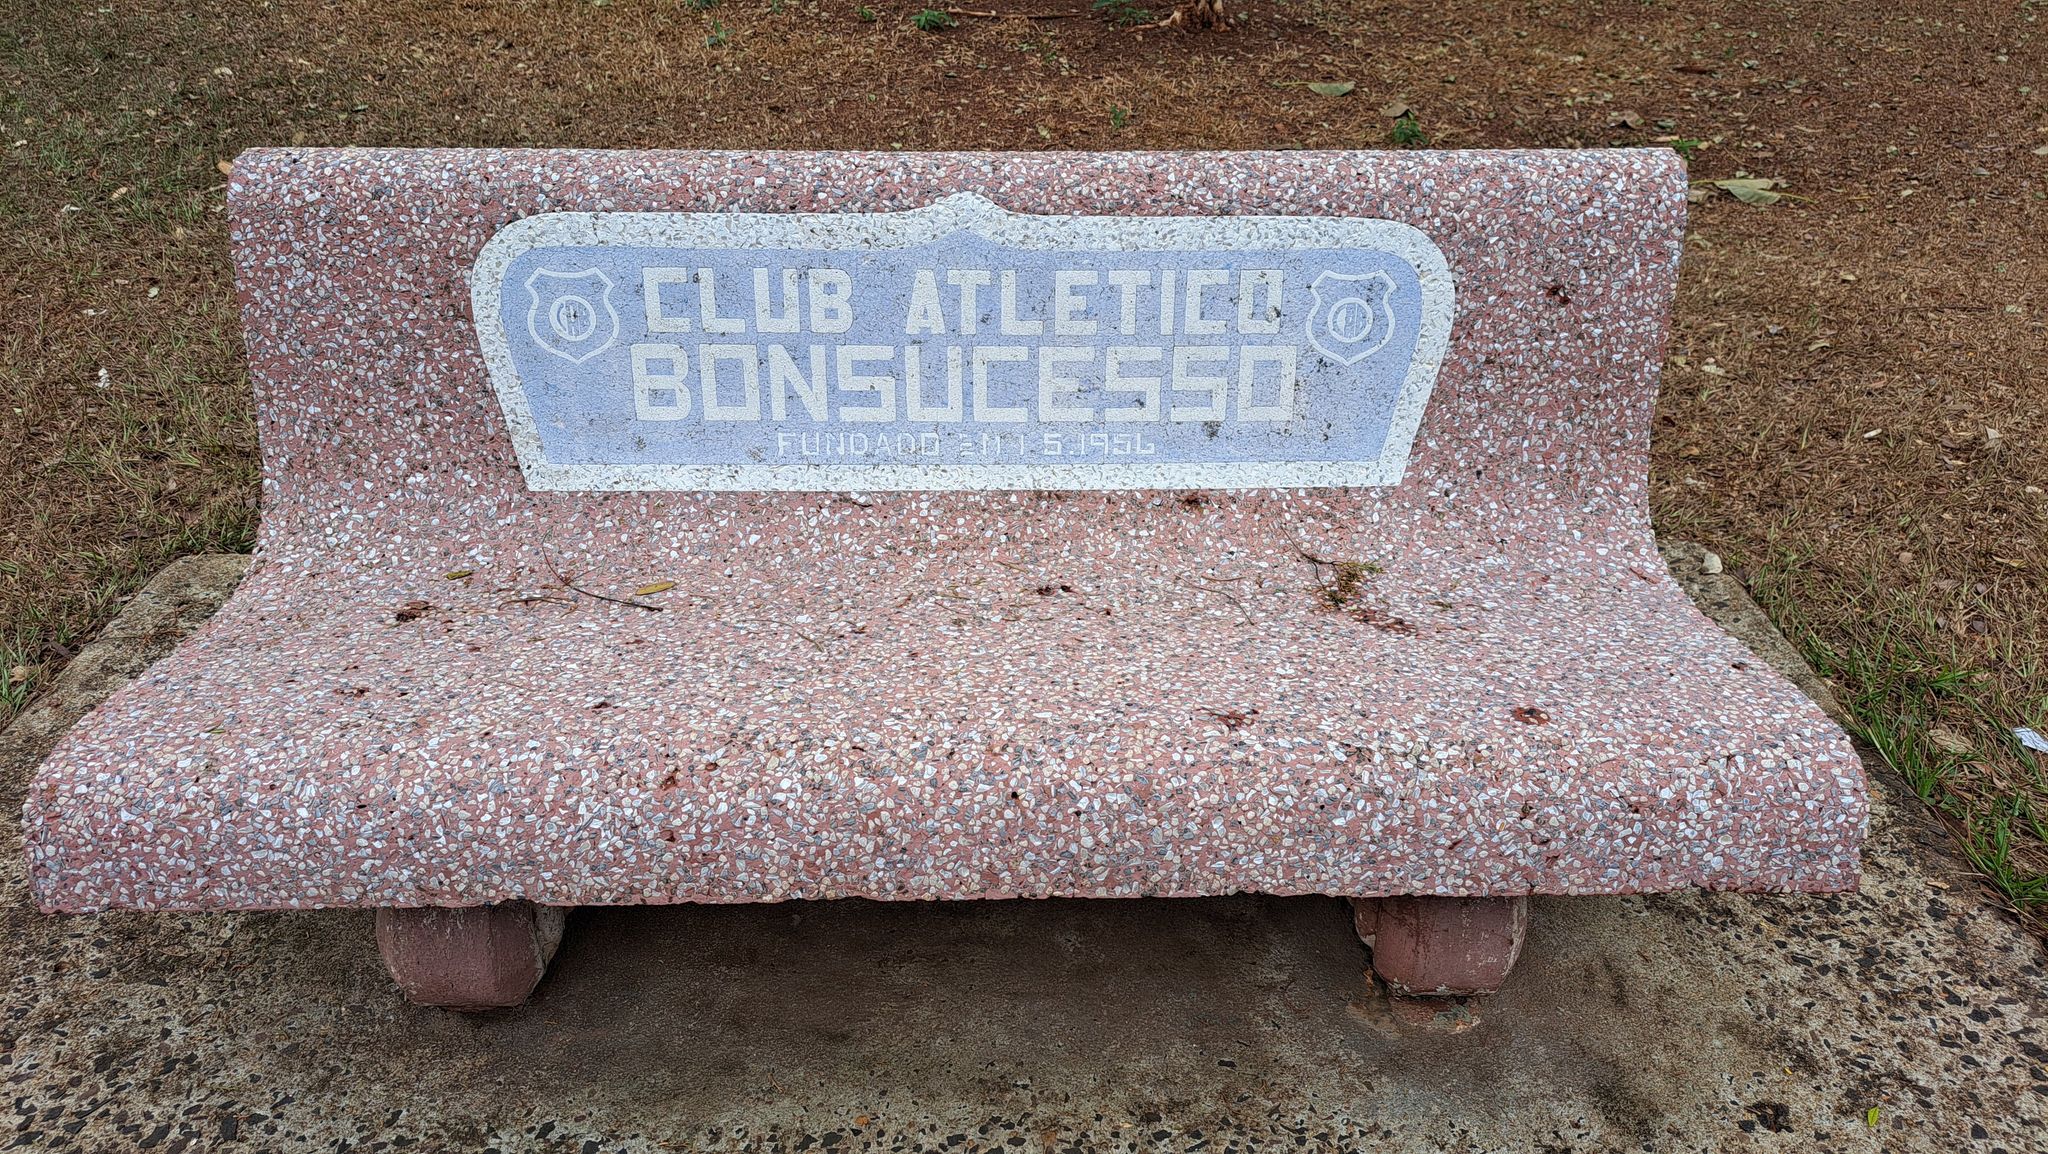 CLUB ATLETICO
BONSUCESSO
FUNDADO EM 1.5.1956